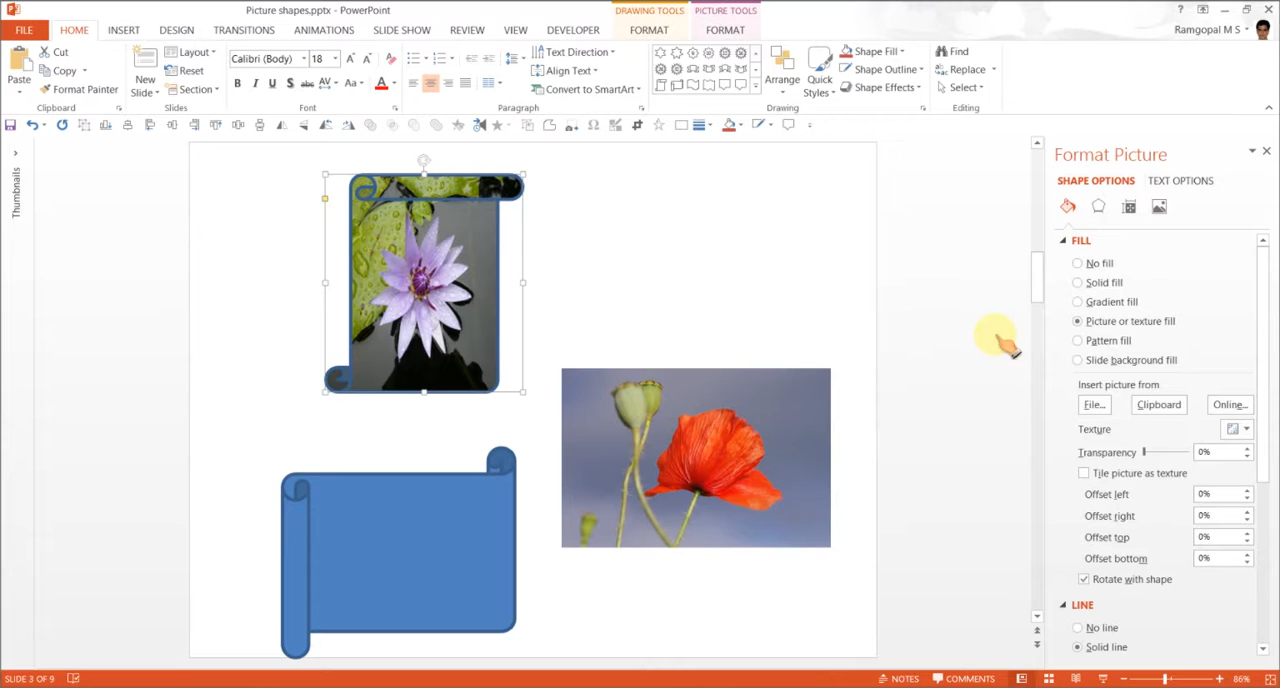 Picture shapes.pptx - PowerPoint
DRAWING TOOLS
PICTURE TOOLS
FILE
HOME
INSERT
DESIGN
TRANSITIONS
ANIMATIONS
SLIDE SHOW
REVIEW
VIEW
DEVELOPER
FORMAT
FORMAT
Ramgopal M S
Paste
Cut
Copy
Format Painter
Clipboard
New
Slide
Layout
Reset
Section
Slides
Calibri (Body)
18
Font
Text Direction
Align Text
Convert to SmartArt
Paragraph
Arrange
Quick
Styles
Shape Fill
Shape Outline
Shape Effects
Drawing
Find
Replace
Select
Editing
Thumbnails
Format Picture
SHAPE OPTIONS
TEXT OPTIONS
FILL
No fill
Solid fill
Gradient fill
Picture or texture fill
Pattern fill
Slide background fill
Insert picture from
File...
Clipboard
Online...
Texture
Transparency
0%
Tile picture as texture
Offset left
0%
Offset right
0%
Offset top
0%
Offset bottom
0%
Rotate with shape
LINE
No line
Solid line
SLIDE 3 OF 9
NOTES
COMMENTS
86%